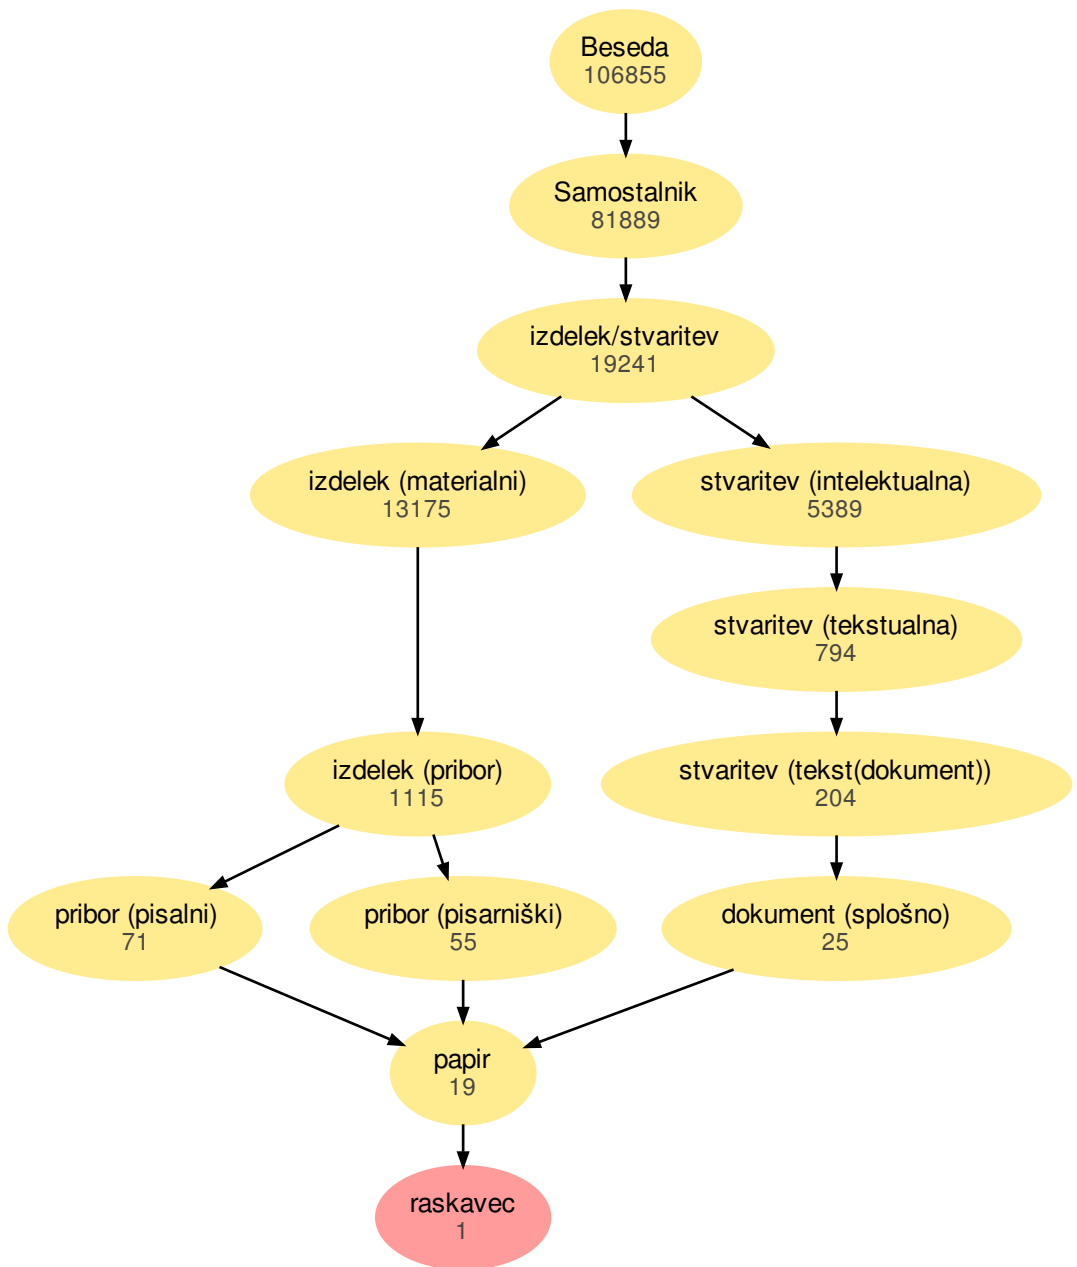 Beseda
106855
Samostalnik
81889
izdelek/stvaritev
19241
izdelek (materialni)
13175
stvaritev (intelektualna)
5389
stvaritev (tekstualna)
794
izdelek (pribor)
1115
stvaritev (tekst(dokument))
204
pribor (pisalni)
71
pribor (pisarniški)
55
dokument (splošno)
25
papir
19
raskavec
1